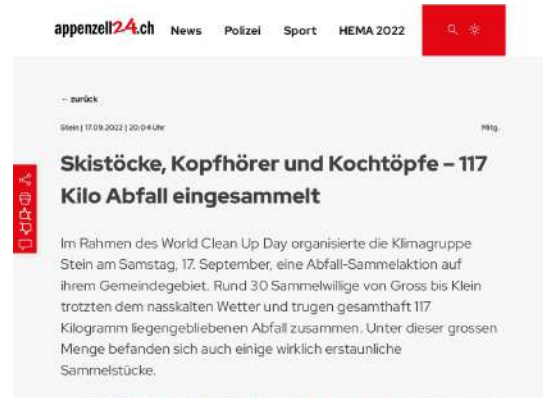 appenzell24.ch News Polizei Sport HEMA 2022
← zurück
Stein | 17.09.2022 | 20:04 Uhr Mitg.
Skistöcke, Kopfhörer und Kochtöpfe – 117
Kilo Abfall eingesammelt
Im Rahmen des World Clean Up Day organisierte die Klimagruppe
Stein am Samstag, 17. September, eine Abfall-Sammelaktion auf
ihrem Gemeindegebiet. Rund 30 Sammelwillige von Gross bis Klein
trotzten dem nasskalten Wetter und trugen gesamthaft 117
Kilogramm liegengebliebenen Abfall zusammen. Unter dieser grossen
Menge befanden sich auch einige wirklich erstaunliche
Sammelstücke.